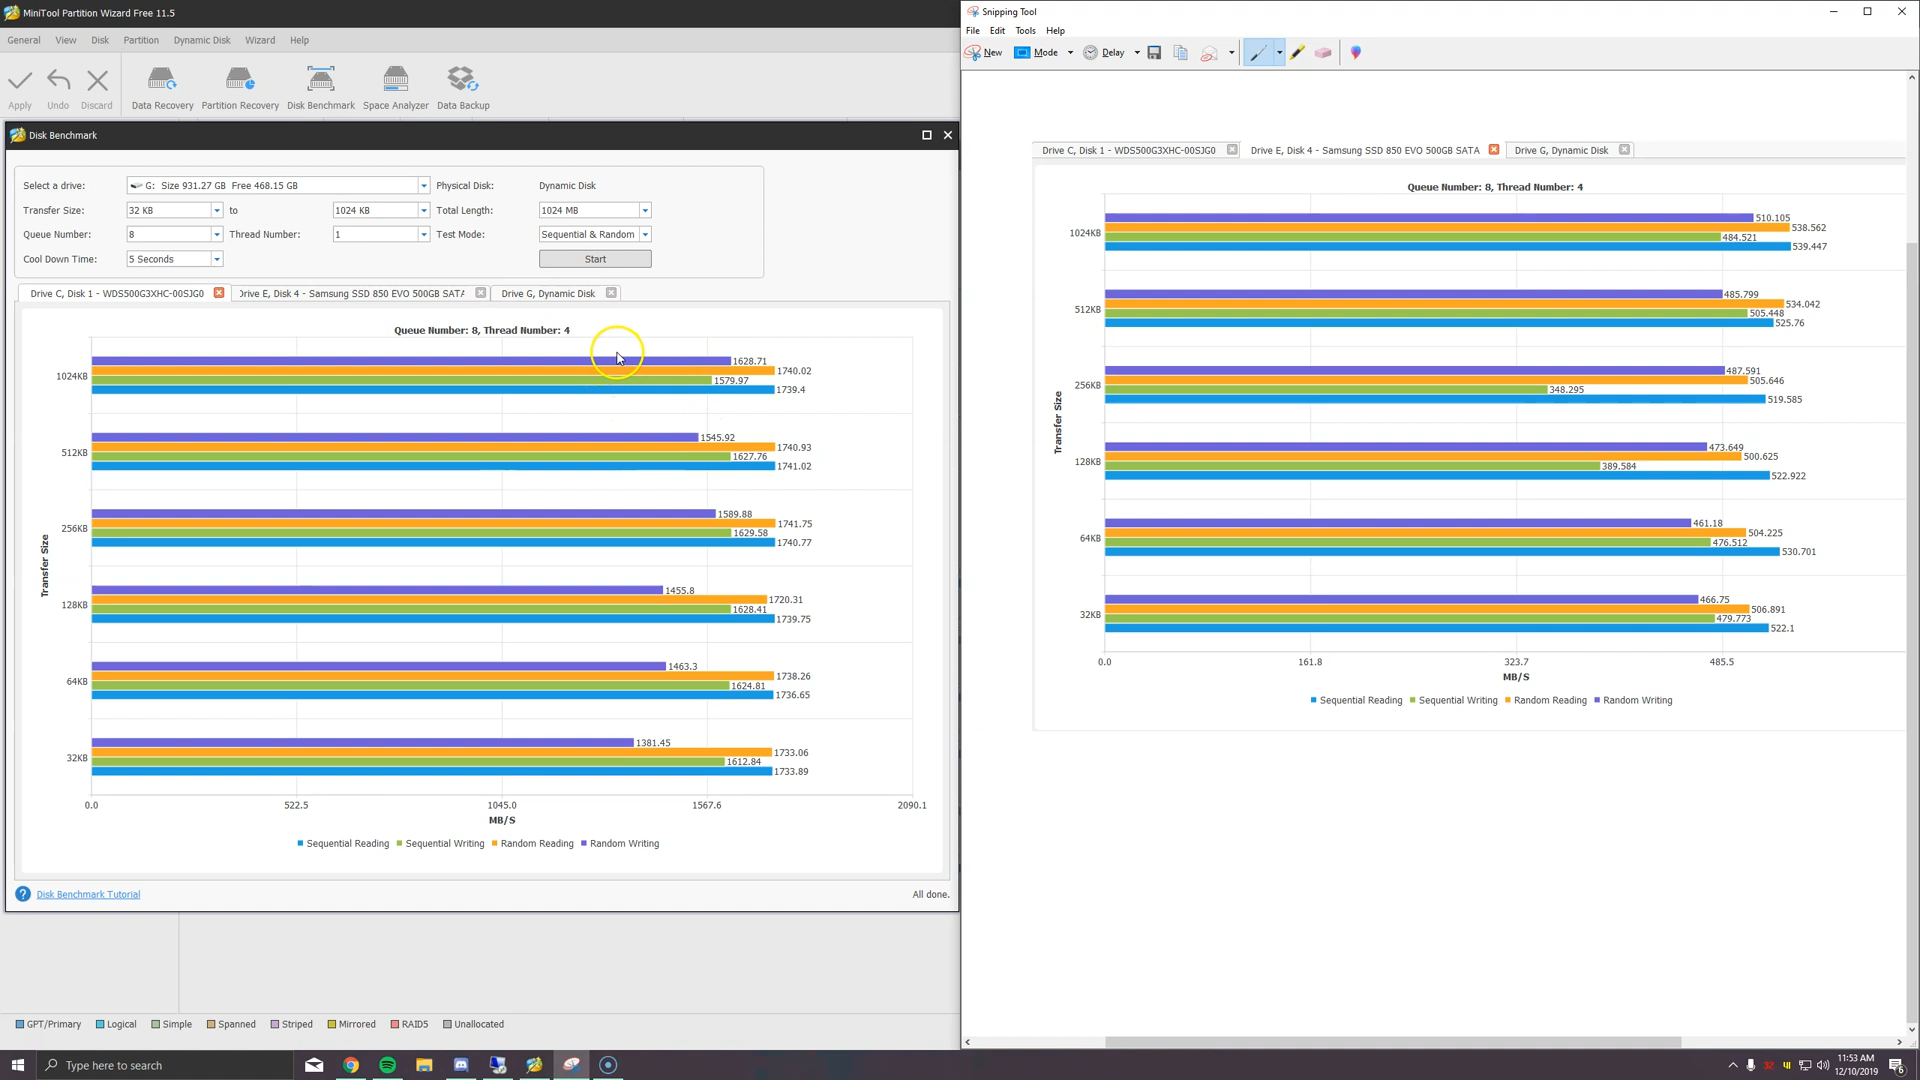 MiniTool Partition Wizard Free 11.5
General View Disk Partition Dynamic Disk Wizard Help
Apply Undo Discard Data Recovery Partition Recovery Disk Benchmark Space Analyzer Data Backup
Disk Benchmark
Select a drive: G: Size 931.27 GB Free 468.15 GB Physical Disk: Dynamic Disk
Transfer Size: 32 KB to 1024 KB Total Length: 1024 MB
Queue Number: 8 Thread Number: 1 Test Mode: Sequential & Random
Cool Down Time: 5 Seconds Start
Drive C, Disk 1 - WDS500G3XHC-00SJG0 Drive E, Disk 4 - Samsung SSD 850 EVO 500GB SATA Drive G, Dynamic Disk
Queue Number: 8, Thread Number: 4
1628.71
1024KB 1740.02
1579.97
1739.4
1545.92
512KB 1740.93
1627.76
1741.02
1589.88
256KB 1741.75
1629.58
1740.77
Transfer Size
1455.8
128KB 1720.31
1628.41
1739.75
1463.3
64KB 1738.26
1624.81
1736.65
1381.45
32KB 1733.06
1612.84
1733.89
0.0 522.5 1045.0 1567.6 2090.1
MB/S
Sequential Reading Sequential Writing Random Reading Random Writing
Disk Benchmark Tutorial All done.
GPT/Primary Logical Simple Spanned Striped Mirrored RAID5 Unallocated
Snipping Tool
File Edit Tools Help
New Mode Delay
Drive C, Disk 1 - WDS500G3XHC-00SJG0 Drive E, Disk 4 - Samsung SSD 850 EVO 500GB SATA Drive G, Dynamic Disk
Queue Number: 8, Thread Number: 4
510.105
1024KB 538.562
484.521
539.447
485.799
512KB 534.042
505.448
525.76
487.591
256KB 505.646
348.295
519.585
Transfer Size
473.649
128KB 500.625
389.584
522.922
461.18
64KB 504.225
476.512
530.701
466.75
32KB 506.891
479.773
522.1
0.0 161.8 323.7 485.5
MB/S
Sequential Reading Sequential Writing Random Reading Random Writing
Type here to search
11:53 AM
12/10/2019